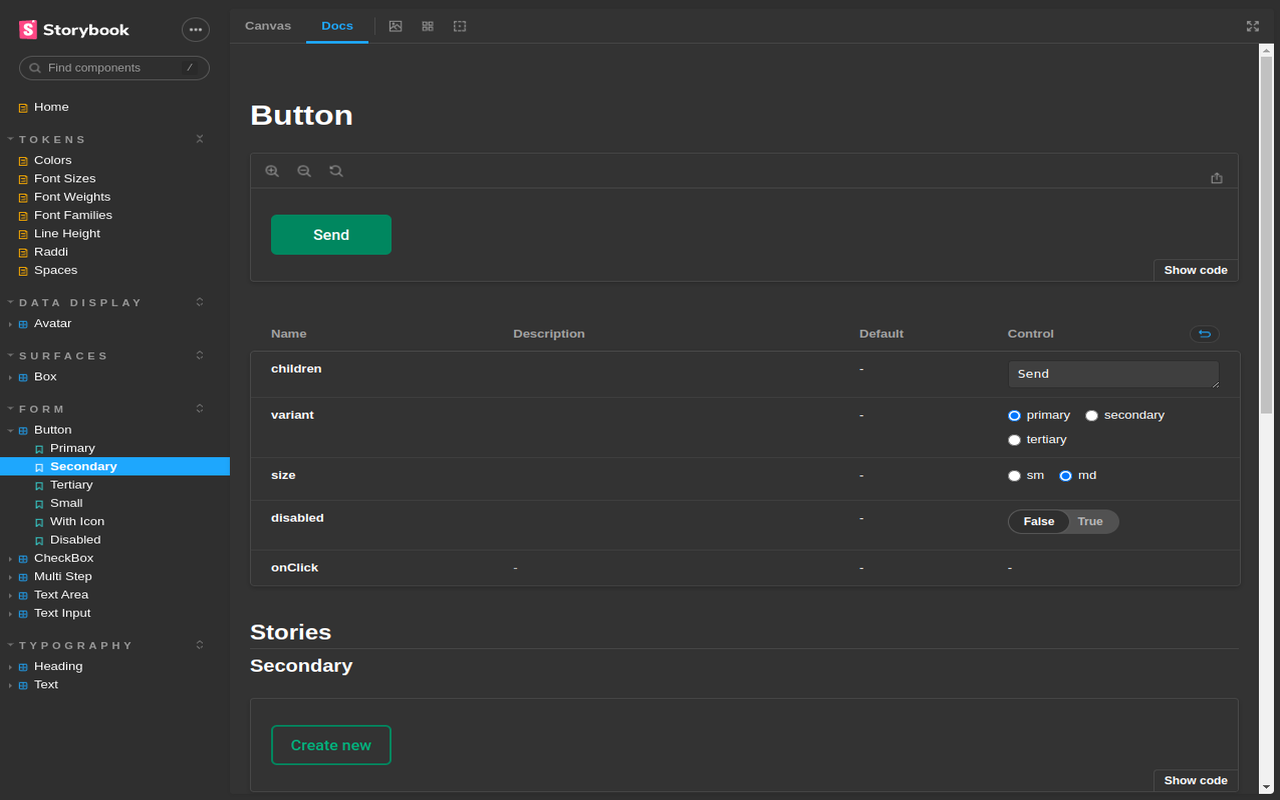 Storybook
Find components
/
Home
TOKENS
Colors
Font Sizes
Font Weights
Font Families
Line Height
Raddi
Spaces
DATA DISPLAY
Avatar
SURFACES
Box
FORM
Button
Primary
Secondary
Tertiary
Small
With Icon
Disabled
CheckBox
Multi Step
Text Area
Text Input
TYPOGRAPHY
Heading
Text
Canvas Docs
Button
Send
Show code
Name Description Default Control
children - Send
variant - primary secondary
tertiary
size - sm md
disabled - False True
onClick - - -
Stories
Secondary
Create new
Show code